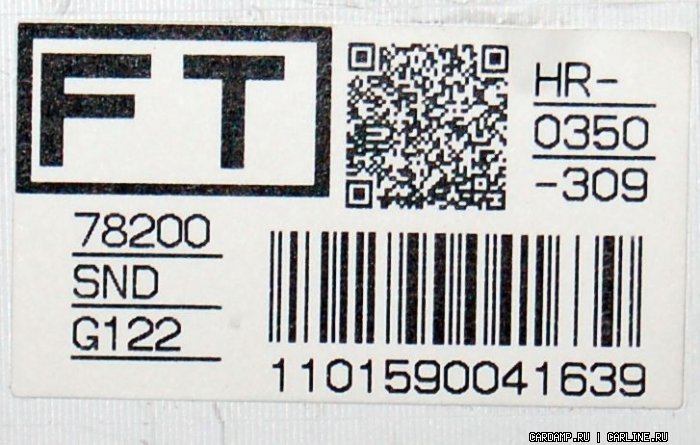 FT
HR-
0350
-309
78200
SND
G122
1101590041639
CARDAMP.RU | CARLINE.RU